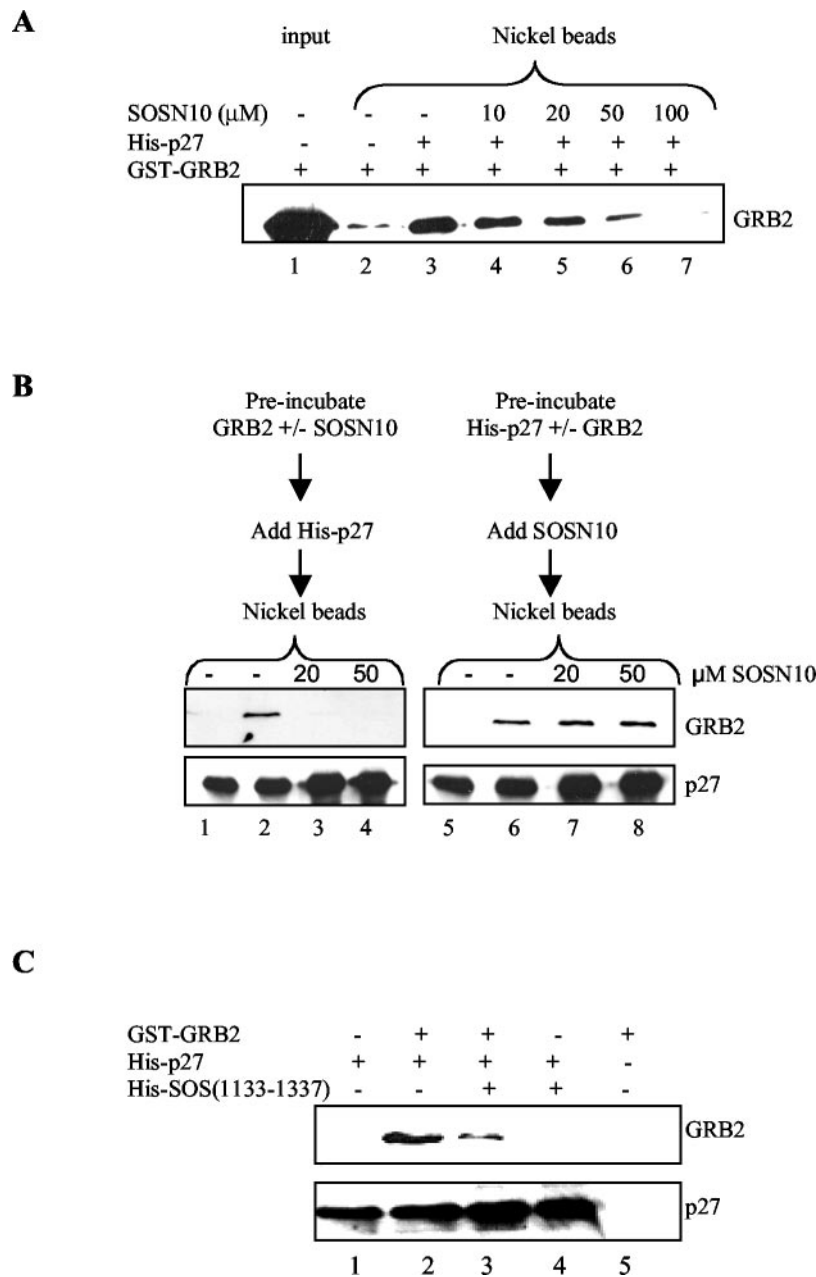 A
input Nickel beads
SOSN10 (µM) - - - 10 20 50 100
His-p27 - - + + + + +
GST-GRB2 + + + + + + +
GRB2
1 2 3 4 5 6 7
B
Pre-incubate
GRB2 +/- SOSN10
Add His-p27
Nickel beads
- - 20 50
1 2 3 4
Pre-incubate
His-p27 +/- GRB2
Add SOSN10
Nickel beads
- - 20 50 µM SOSN10
GRB2
p27
5 6 7 8
C
GST-GRB2 - + + - +
His-p27 + + + + -
His-SOS(1133-1337) - - + + -
GRB2
p27
1 2 3 4 5